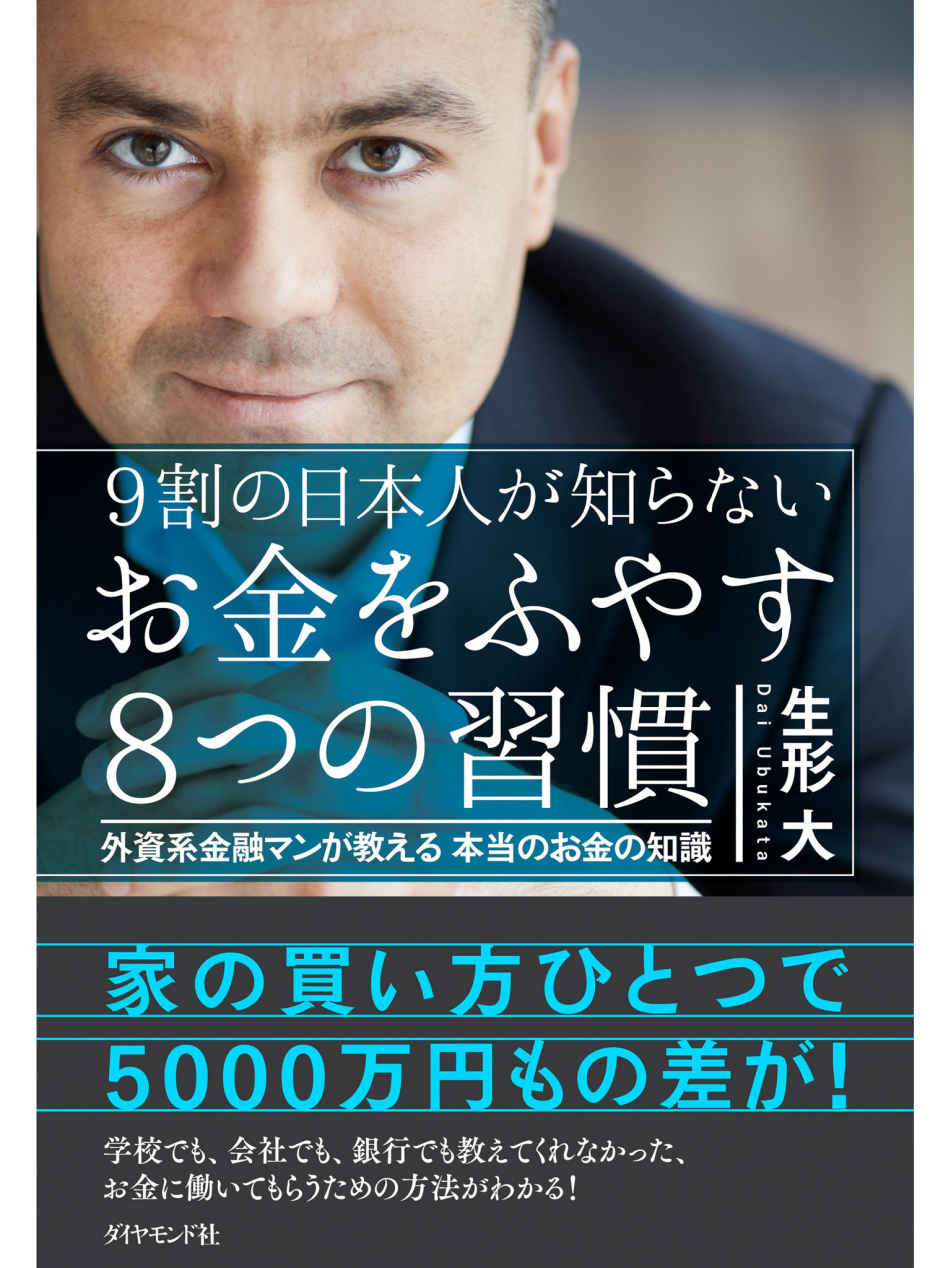 9割の日本人が知らない
お金をふやす
8つの習慣
外資系金融マンが教える 本当のお金の知識
生形 大
Dai Ubukata
家の買い方ひとつで
5000万円もの差が!
学校でも、会社でも、銀行でも教えてくれなかった、
お金に働いてもらうための方法がわかる!
ダイヤモンド社